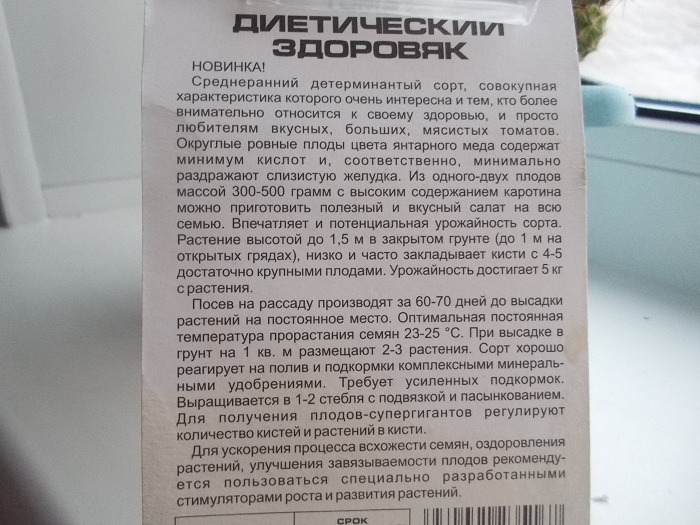 ДИЕТИЧЕСКИЙ
ЗДОРОВЯК
НОВИНКА!
Среднеранний детерминантый сорт, совокупная
характеристика которого очень интересна и тем, кто более
внимательно относится к своему здоровью, и просто
любителям вкусных, больших, мясистых томатов.
Округлые ровные плоды цвета янтарного меда содержат
минимум кислот и, соответственно, минимально
раздражают слизистую желудка. Из одного-двух плодов
массой 300-500 грамм с высоким содержанием каротина
можно приготовить полезный и вкусный салат на всю
семью. Впечатляет и потенциальная урожайность сорта.
Растение высотой до 1,5 м в закрытом грунте (до 1 м на
открытых грядах), низко и часто закладывает кисти с 4-5
достаточно крупными плодами. Урожайность достигает 5 кг
с растения.
Посев на рассаду производят за 60-70 дней до высадки
растений на постоянное место. Оптимальная постоянная
температура прорастания семян 23-25 °С. При высадке в
грунт на 1 кв. м размещают 2-3 растения. Сорт хорошо
реагирует на полив и подкормки комплексными минераль-
ными удобрениями. Требует усиленных подкормок.
Выращивается в 1-2 стебля с подвязкой и пасынкованием.
Для получения плодов-супергигантов регулируют
количество кистей и растений в кисти.
Для ускорения процесса всхожести семян, оздоровления
растений, улучшения завязываемости плодов рекоменду-
ется пользоваться специально разработанными
стимуляторами роста и развития растений.
СРОК